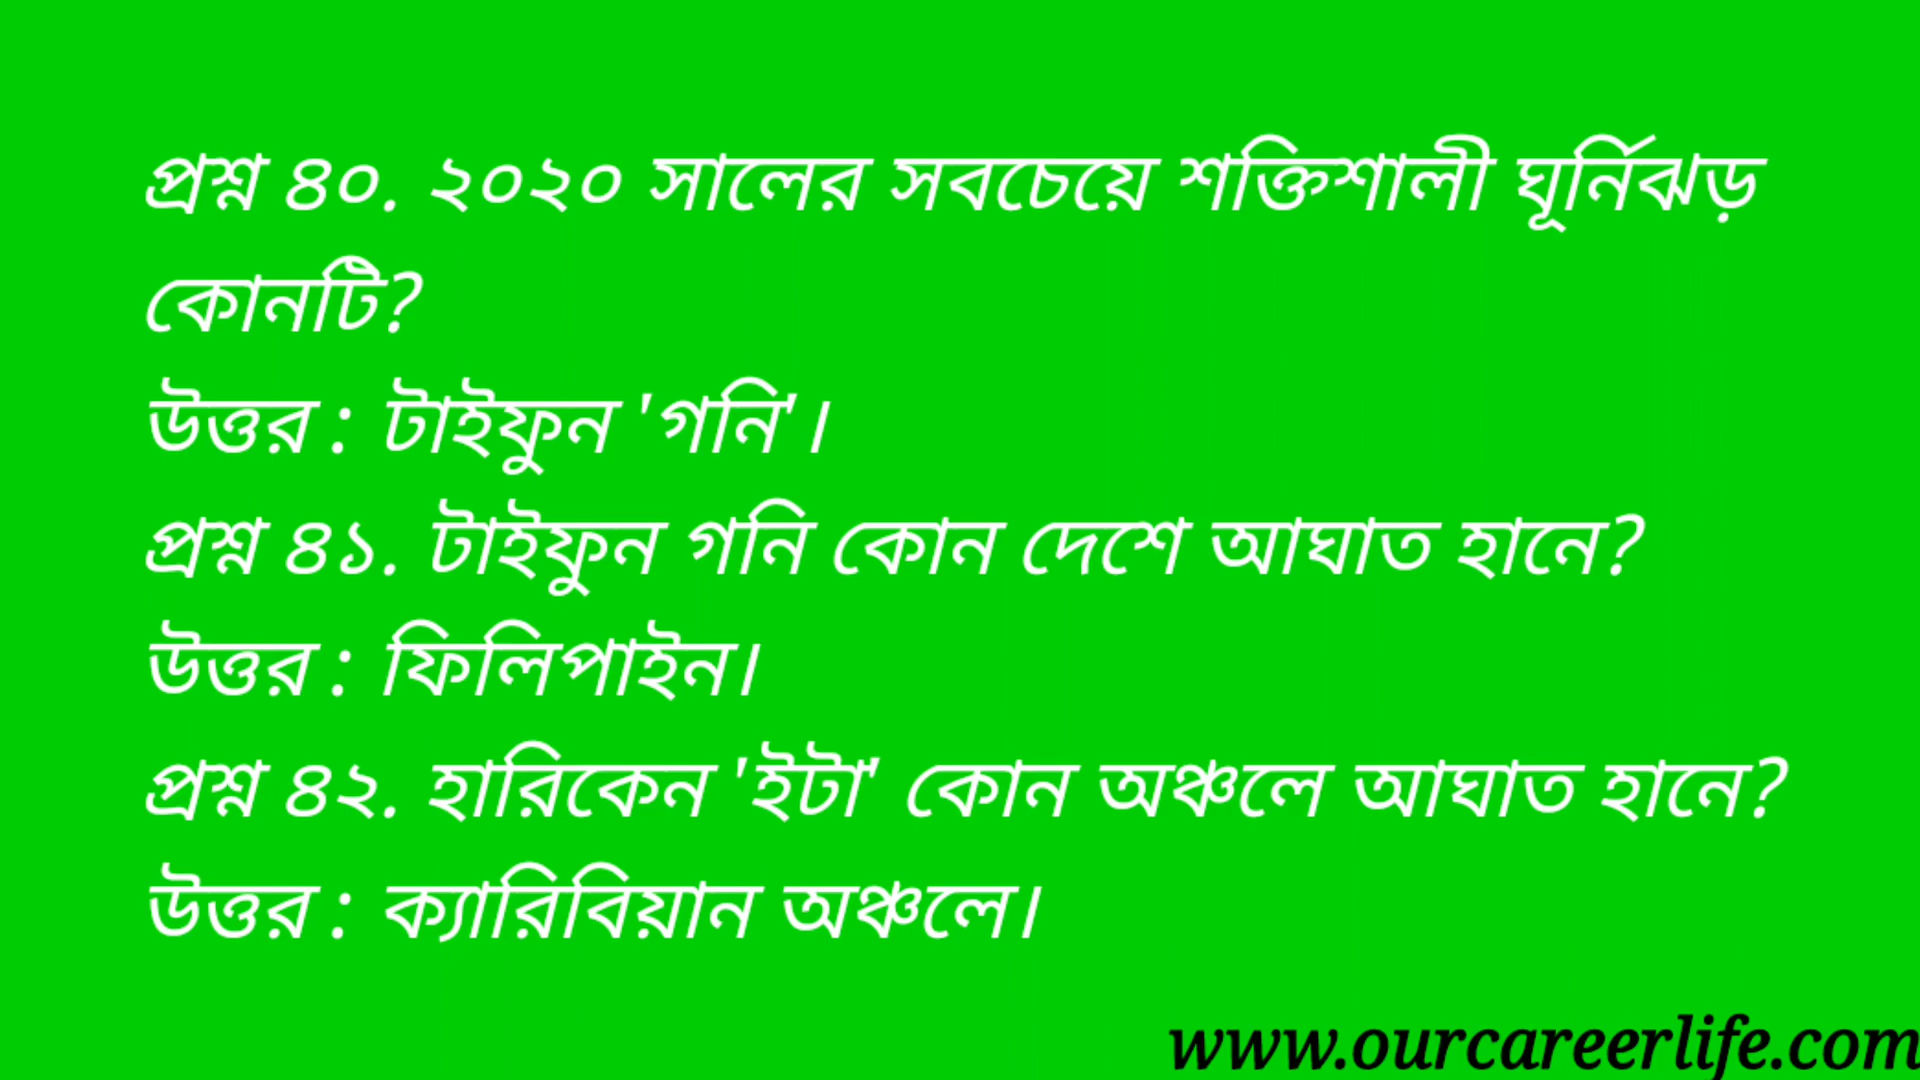 প্রশ্ন ৪০. ২০২০ সালের সবচেয়ে শক্তিশালী ঘূর্নিঝড়
কোনটি?
উত্তর : টাইফুন 'গনি'।
প্রশ্ন ৪১. টাইফুন গনি কোন দেশে আঘাত হানে?
উত্তর : ফিলিপাইন।
প্রশ্ন ৪২. হারিকেন 'ইটা' কোন অঞ্চলে আঘাত হানে?
উত্তর : ক্যারিবিয়ান অঞ্চলে।
www.ourcareerlife.com